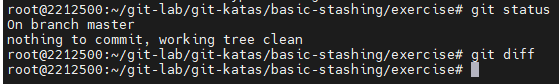 root@2212500:~/git-lab/git-katas/basic-stashing/exercise# git status
On branch master
nothing to commit, working tree clean
root@2212500:~/git-lab/git-katas/basic-stashing/exercise# git diff
root@2212500:~/git-lab/git-katas/basic-stashing/exercise#